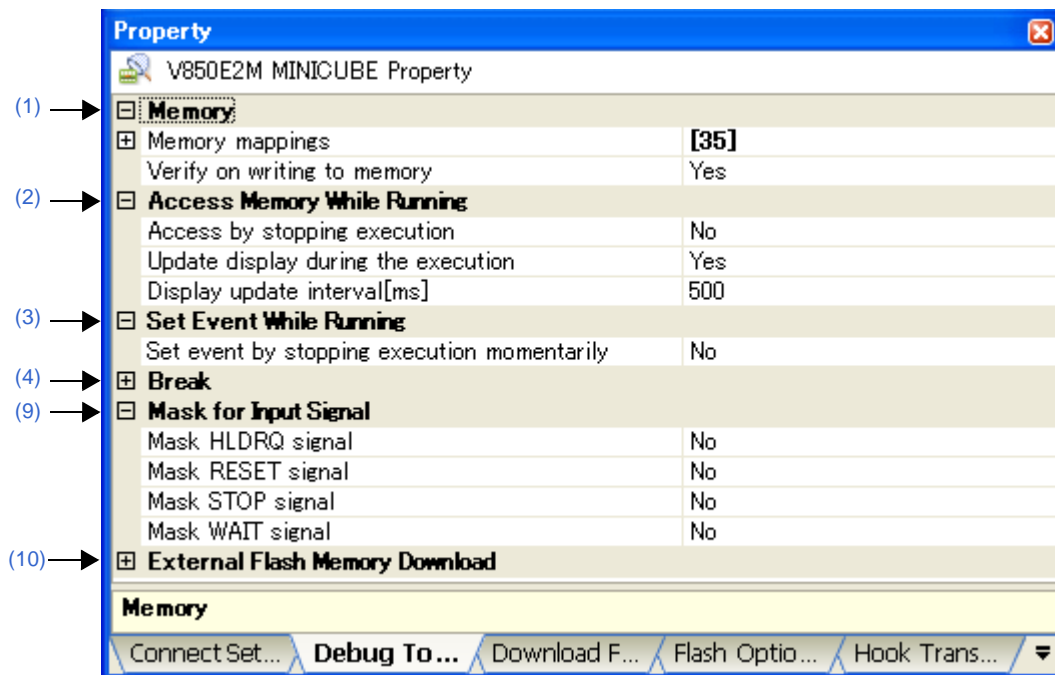 Property
V850E2M MINICUBE Property
(1) Memory
Memory mappings [35]
Verify on writing to memory Yes
(2) Access Memory While Running
Access by stopping execution No
Update display during the execution Yes
Display update interval[ms] 500
(3) Set Event While Running
Set event by stopping execution momentarily No
(4) Break
(9) Mask for Input Signal
Mask HLDRQ signal No
Mask RESET signal No
Mask STOP signal No
Mask WAIT signal No
(10) External Flash Memory Download
Memory
Connect Set... Debug To... Download F... Flash Optio... Hook Trans...